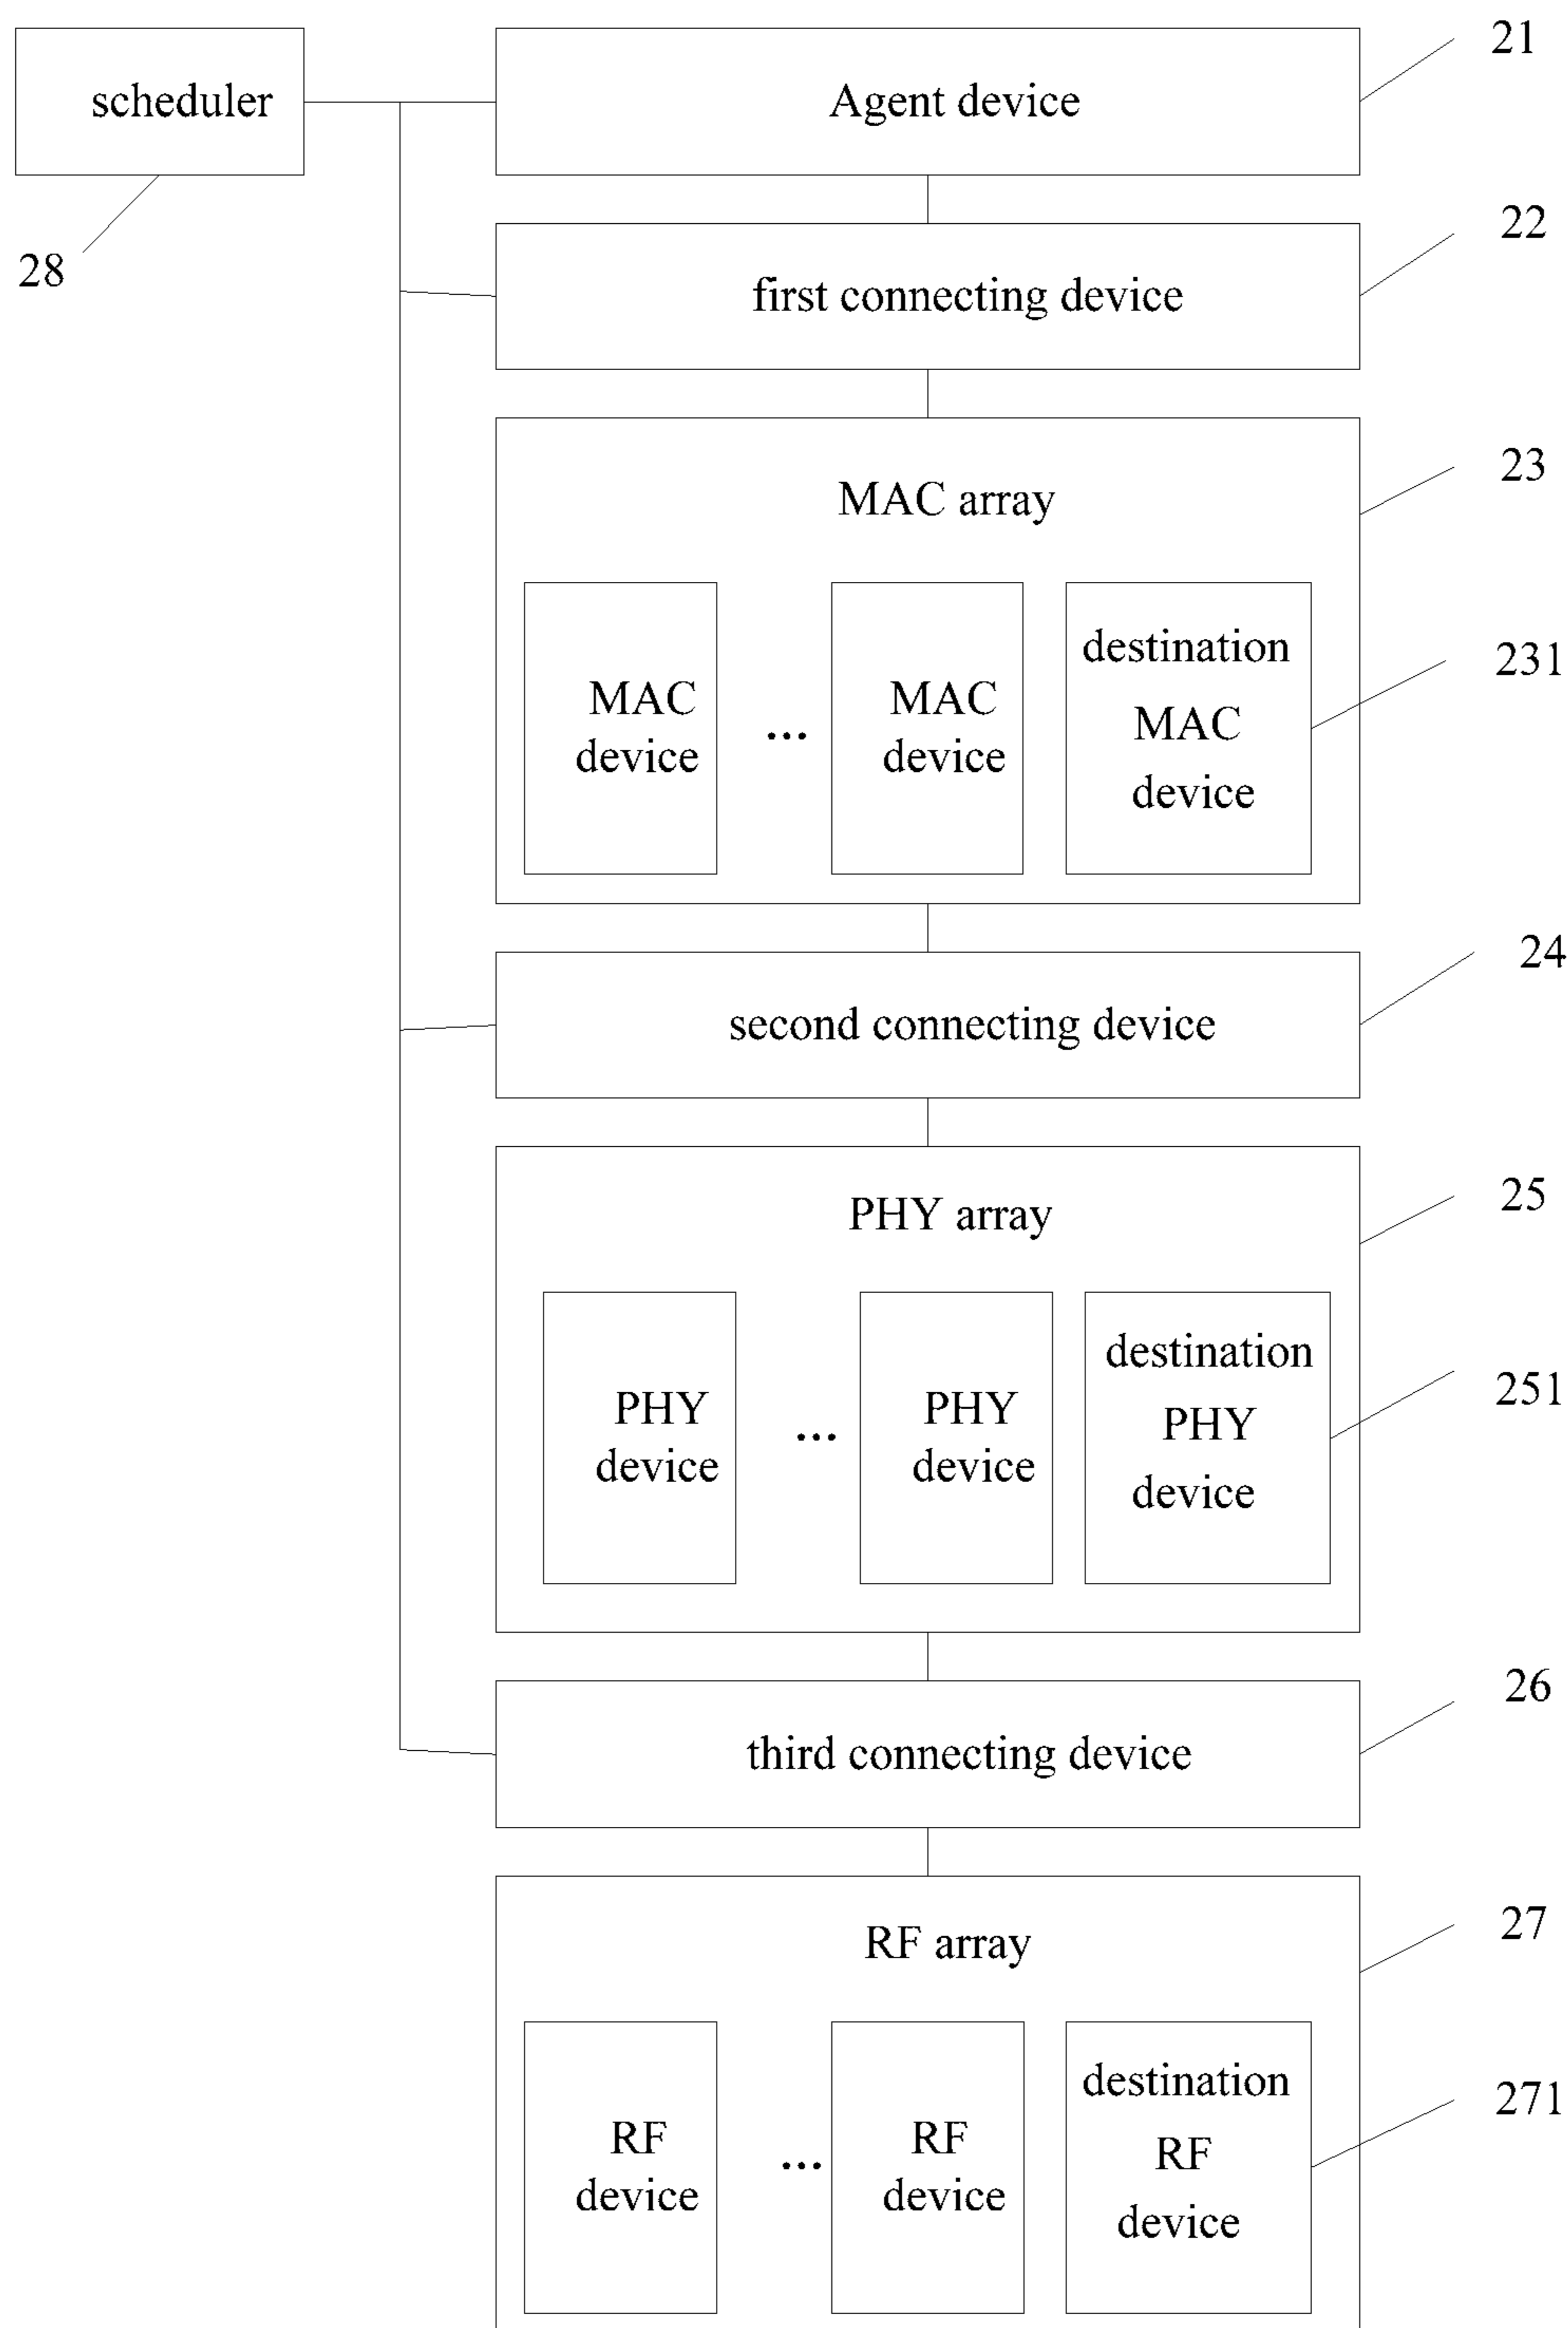 scheduler
28
Agent device
21
first connecting device
22
MAC array
23
MAC
device
...
MAC
device
destination
MAC
device
231
second connecting device
24
PHY array
25
PHY
device
...
PHY
device
destination
PHY
device
251
third connecting device
26
RF array
27
RF
device
...
RF
device
destination
RF
device
271